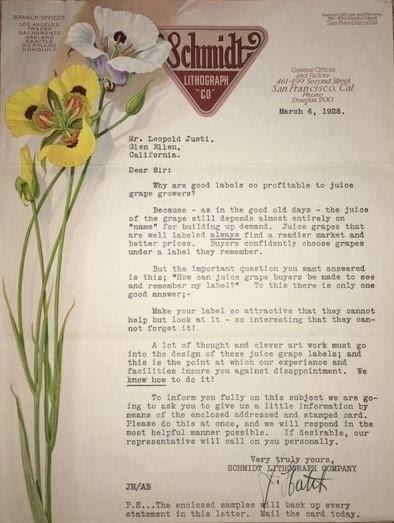 BRANCH OFFICES
LOS ANGELES
FRESNO
SACRAMENTO
OAKLAND
SEATTLE
PORTLAND
HONOLULU
Schmidt
LITHOGRAPH
"CO"
General Offices and Factory
461-499 Second Street
San Francisco, Cal.
General Offices
and Factory
461-499 Second Street
San Francisco, Cal.
Phone
Douglas 200
March 6, 1928.
Mr. Leopold Justi,
Glen Ellen,
California.
Dear Sir:
Why are good labels so profitable to juice
grape growers?
Because - as in the good old days - the juice
of the grape still depends almost entirely on
"name" for building up demand. Juice grapes that
are well labeled always find a readier market and
better prices. Buyers confidently choose grapes
under a label they remember.
But the important question you want answered
is this; "How can juice grape buyers be made to see
and remember my label?" To this there is only one
good answer;-
Make your label so attractive that they cannot
help but look at it - so interesting that they can-
not forget it!
A lot of thought and clever art work must go
into the design of these juice grape labels; and
this is the point at which our experience and
facilities insure you against disappointment. We
know how to do it!
To inform you fully on this subject we are go-
ing to ask you to give us a little information by
means of the enclosed addressed and stamped card.
Please do this at once, and we will respond in the
most helpful manner possible. If desirable, our
representative will call on you personally.
Very truly yours,
SCHMIDT LITHOGRAPH COMPANY
JH/AB
P.S...The enclosed samples will back up every
statement in this letter. Mail the card today.